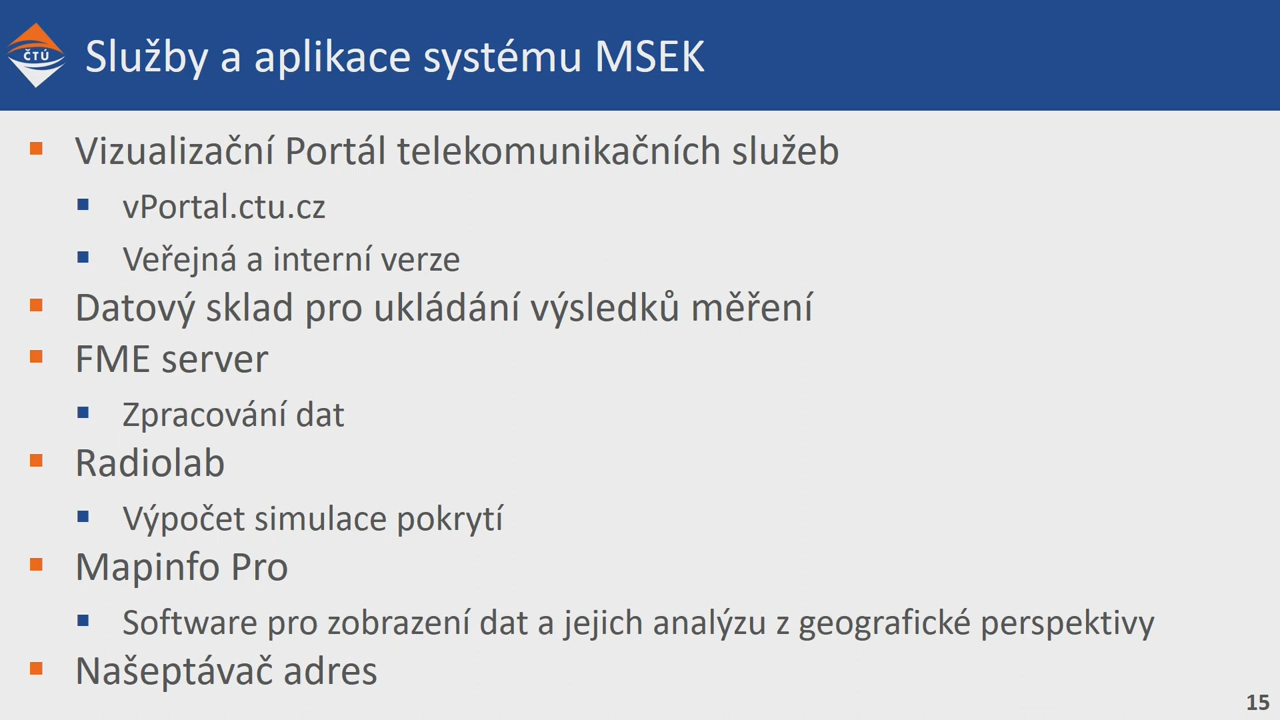 ČTÚ
Služby a aplikace systému MSEK
Vizualizační Portál telekomunikačních služeb
vPortal.ctu.cz
Veřejná a interní verze
Datový sklad pro ukládání výsledků měření
FME server
Zpracování dat
Radiolab
Výpočet simulace pokrytí
Mapinfo Pro
Software pro zobrazení dat a jejich analýzu z geografické perspektivy
Našeptávač adres
15